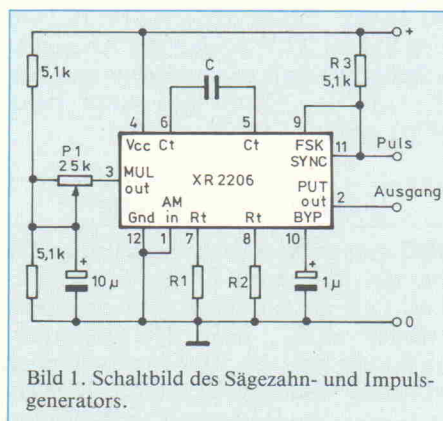 +
5,1k
C
R3
5,1k
4
6
5
9
Vcc
Ct
Ct
FSK
11
Puls
SYNC
P1
25k
3
MUL
out
XR 2206
PUT
out
2
Ausgang
AM
in
Gnd
Rt
Rt
BYP
12
1
7
8
10
5,1k
+
10µ
R1
R2
+
1µ
0
Bild 1. Schaltbild des Sägezahn- und Impuls-
generators.